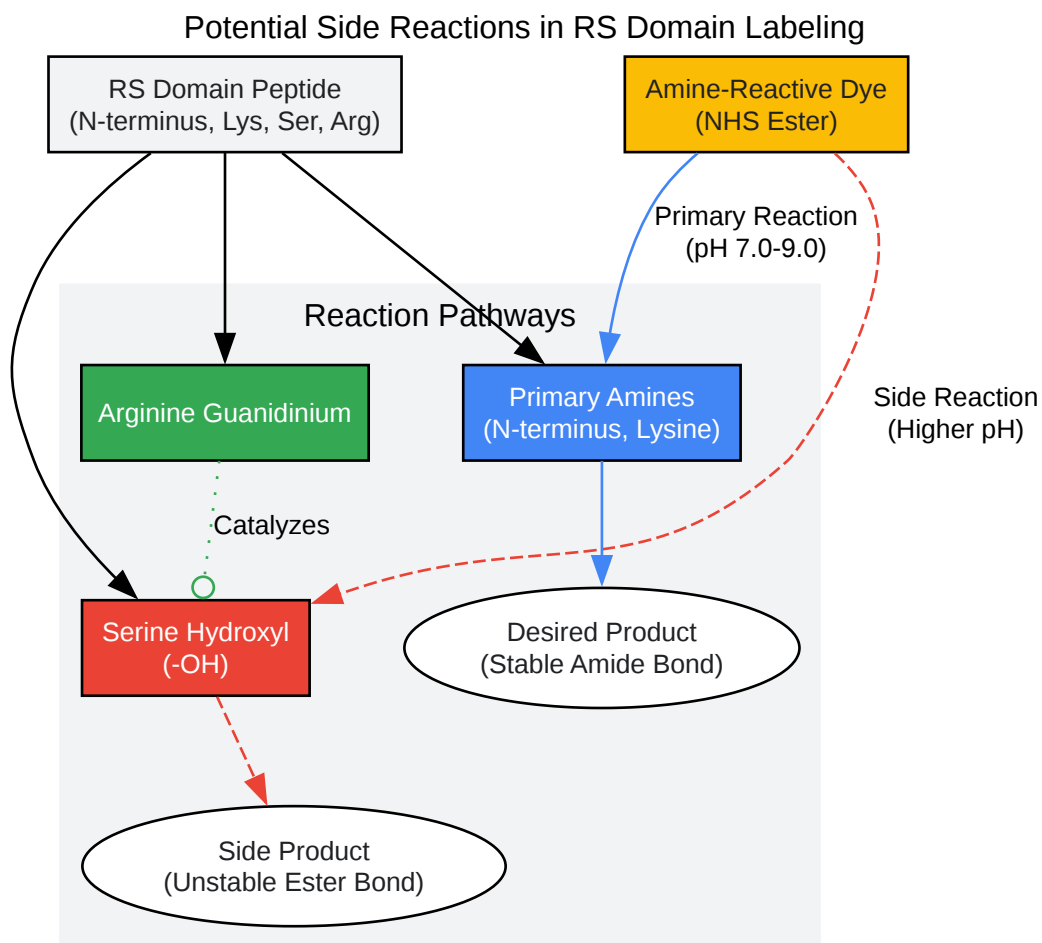 Potential Side Reactions in RS Domain Labeling
RS Domain Peptide
(N-terminus, Lys, Ser, Arg)
Amine-Reactive Dye
(NHS Ester)
Primary Reaction
(pH 7.0-9.0)
Reaction Pathways
Arginine Guanidinium
Primary Amines
(N-terminus, Lysine)
Side Reaction
(Higher pH)
Catalyzes
Serine Hydroxyl
(-OH)
Desired Product
(Stable Amide Bond)
Side Product
(Unstable Ester Bond)